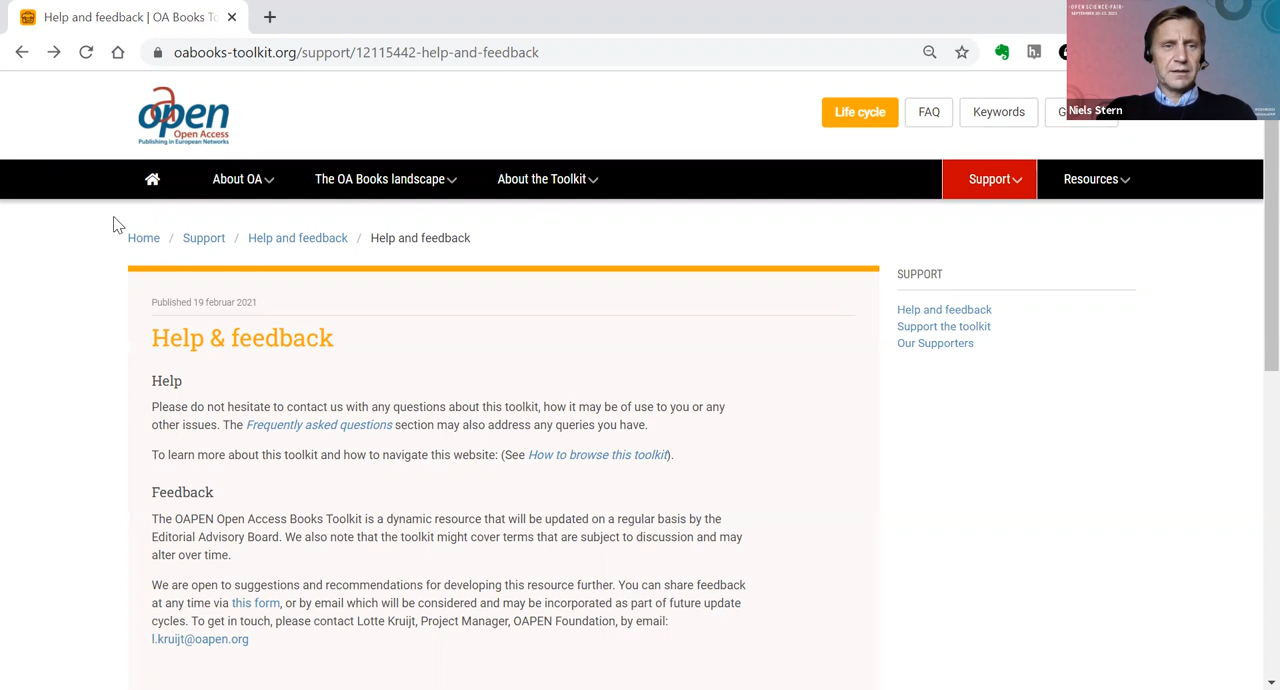 Help and feedback | OA Books To
oabooks-toolkit.org/support/12115442-help-and-feedback
h.
·OPEN SCIENCE FAIR·
Niels Stern
open
Open Access
Publishing in European Networks
Life cycle
FAQ
Keywords
G
About OA
The OA Books landscape
About the Toolkit
Support
Resources
Home / Support / Help and feedback / Help and feedback
Published 19 februar 2021
Help & feedback
Help
Please do not hesitate to contact us with any questions about this toolkit, how it may be of use to you or any
other issues. The Frequently asked questions section may also address any queries you have.
To learn more about this toolkit and how to navigate this website: (See How to browse this toolkit).
Feedback
The OAPEN Open Access Books Toolkit is a dynamic resource that will be updated on a regular basis by the
Editorial Advisory Board. We also note that the toolkit might cover terms that are subject to discussion and may
alter over time.
We are open to suggestions and recommendations for developing this resource further. You can share feedback
at any time via this form, or by email which will be considered and may be incorporated as part of future update
cycles. To get in touch, please contact Lotte Kruijt, Project Manager, OAPEN Foundation, by email:
l.kruijt@oapen.org
SUPPORT
Help and feedback
Support the toolkit
Our Supporters